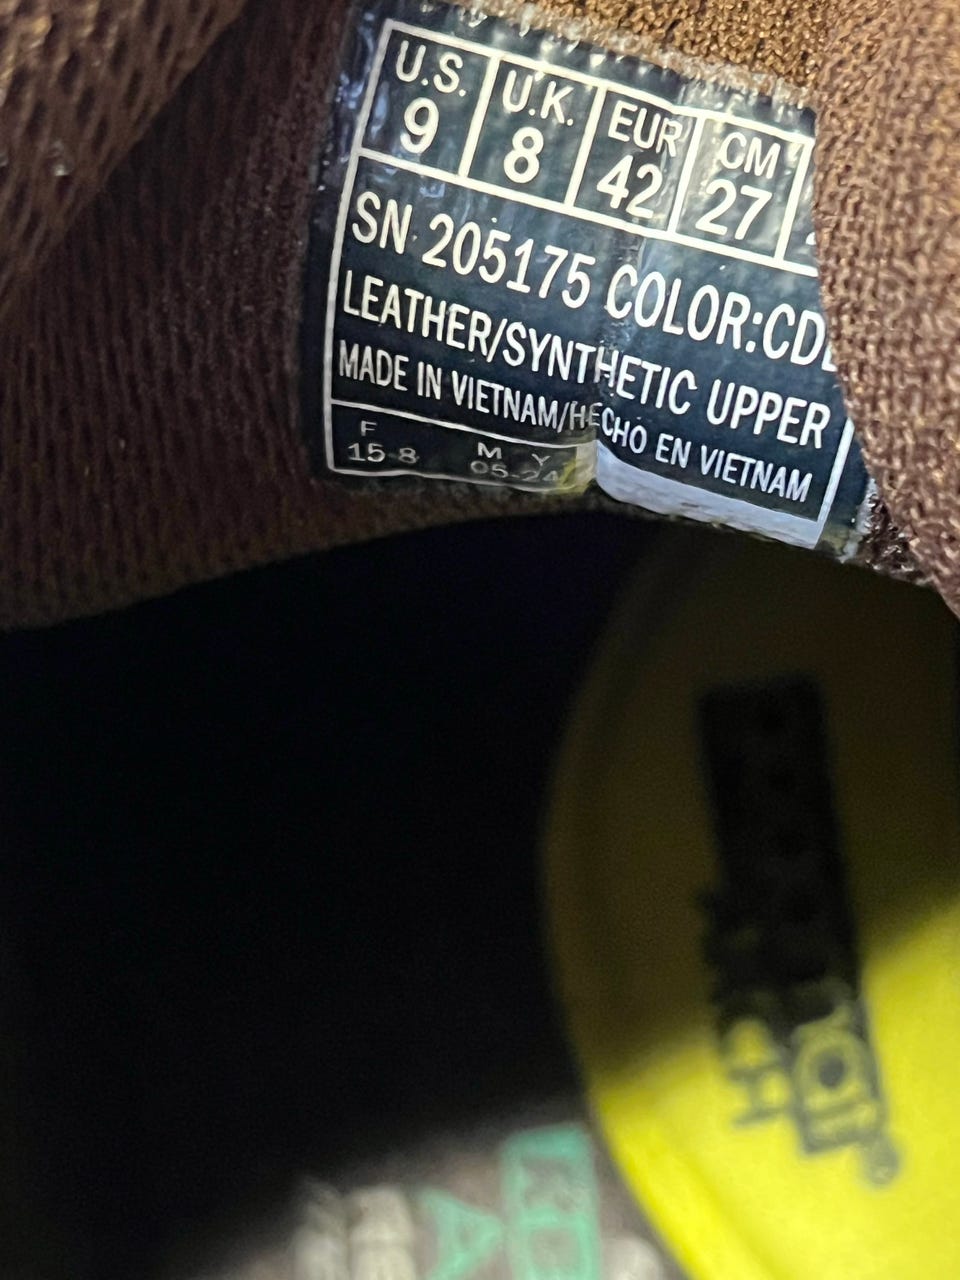 U.S. U.K. EUR CM
9 8 42 27
SN 205175 COLOR:CD
LEATHER/SYNTHETIC UPPER
MADE IN VIETNAM/HECHO EN VIETNAM
F M Y
15-8 05-24